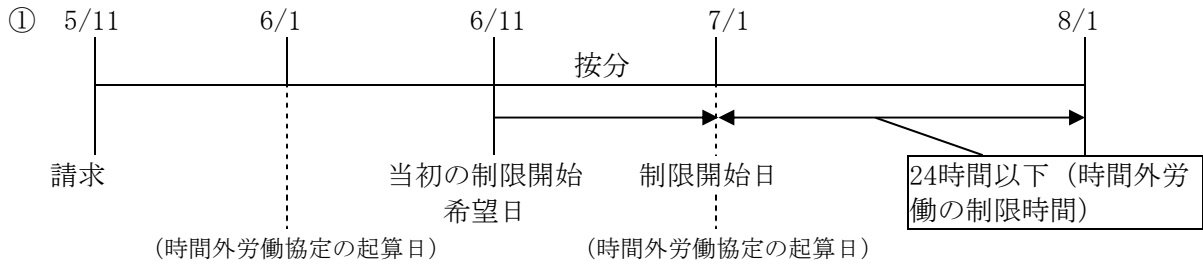 ① 5/11 6/1 6/11 7/1 8/1
按分
請求
当初の制限開始
希望日
制限開始日
24時間以下（時間外労
働の制限時間）
（時間外労働協定の起算日）
（時間外労働協定の起算日）